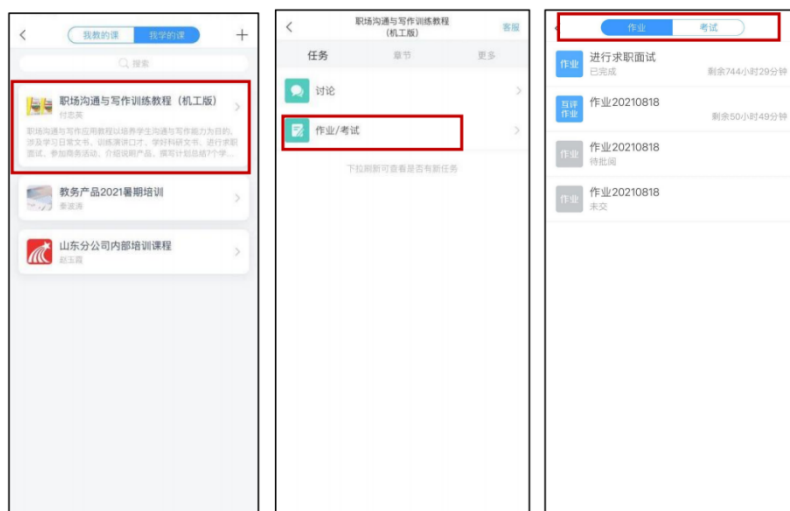 我教的课 我学的课
搜索
职场沟通与写作训练教程（机工版）
付志英
职场沟通与写作应用教程以培养学生沟通与写作能力为目的，
涉及学习日常文书、训练演讲口才、学好科研文书、进行求职
面试、参加商务活动、介绍说明产品、撰写计划总结7个学...
教务产品2021暑期培训
山东分公司内部培训课程
赵玉霞
职场沟通与写作训练教程
（机工版）
客服
任务 章节 更多
讨论
作业/考试
下拉刷新可查看是否有新任务
作业 考试
作业
进行求职面试
已完成
剩余744小时29分钟
互评
作业
作业20210818
剩余50小时49分钟
作业
作业20210818
待批阅
作业
作业20210818
未交